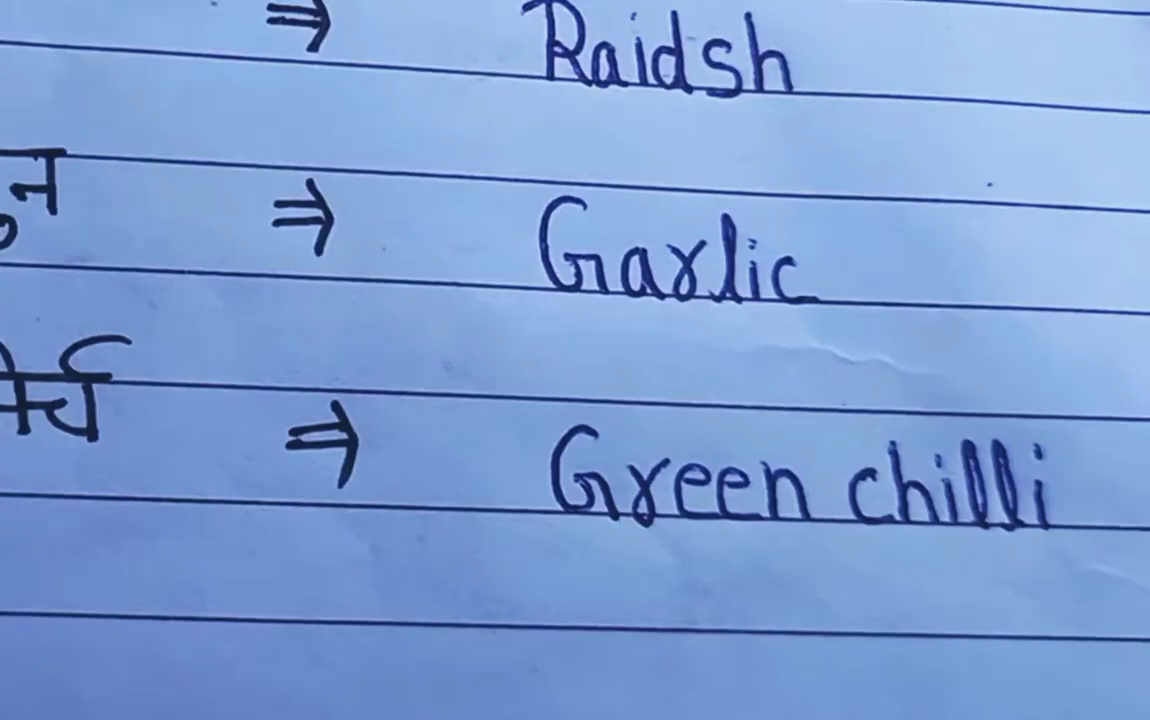 ⇒ Raidsh
ुन ⇒ Garlic
र्च ⇒ Green chilli